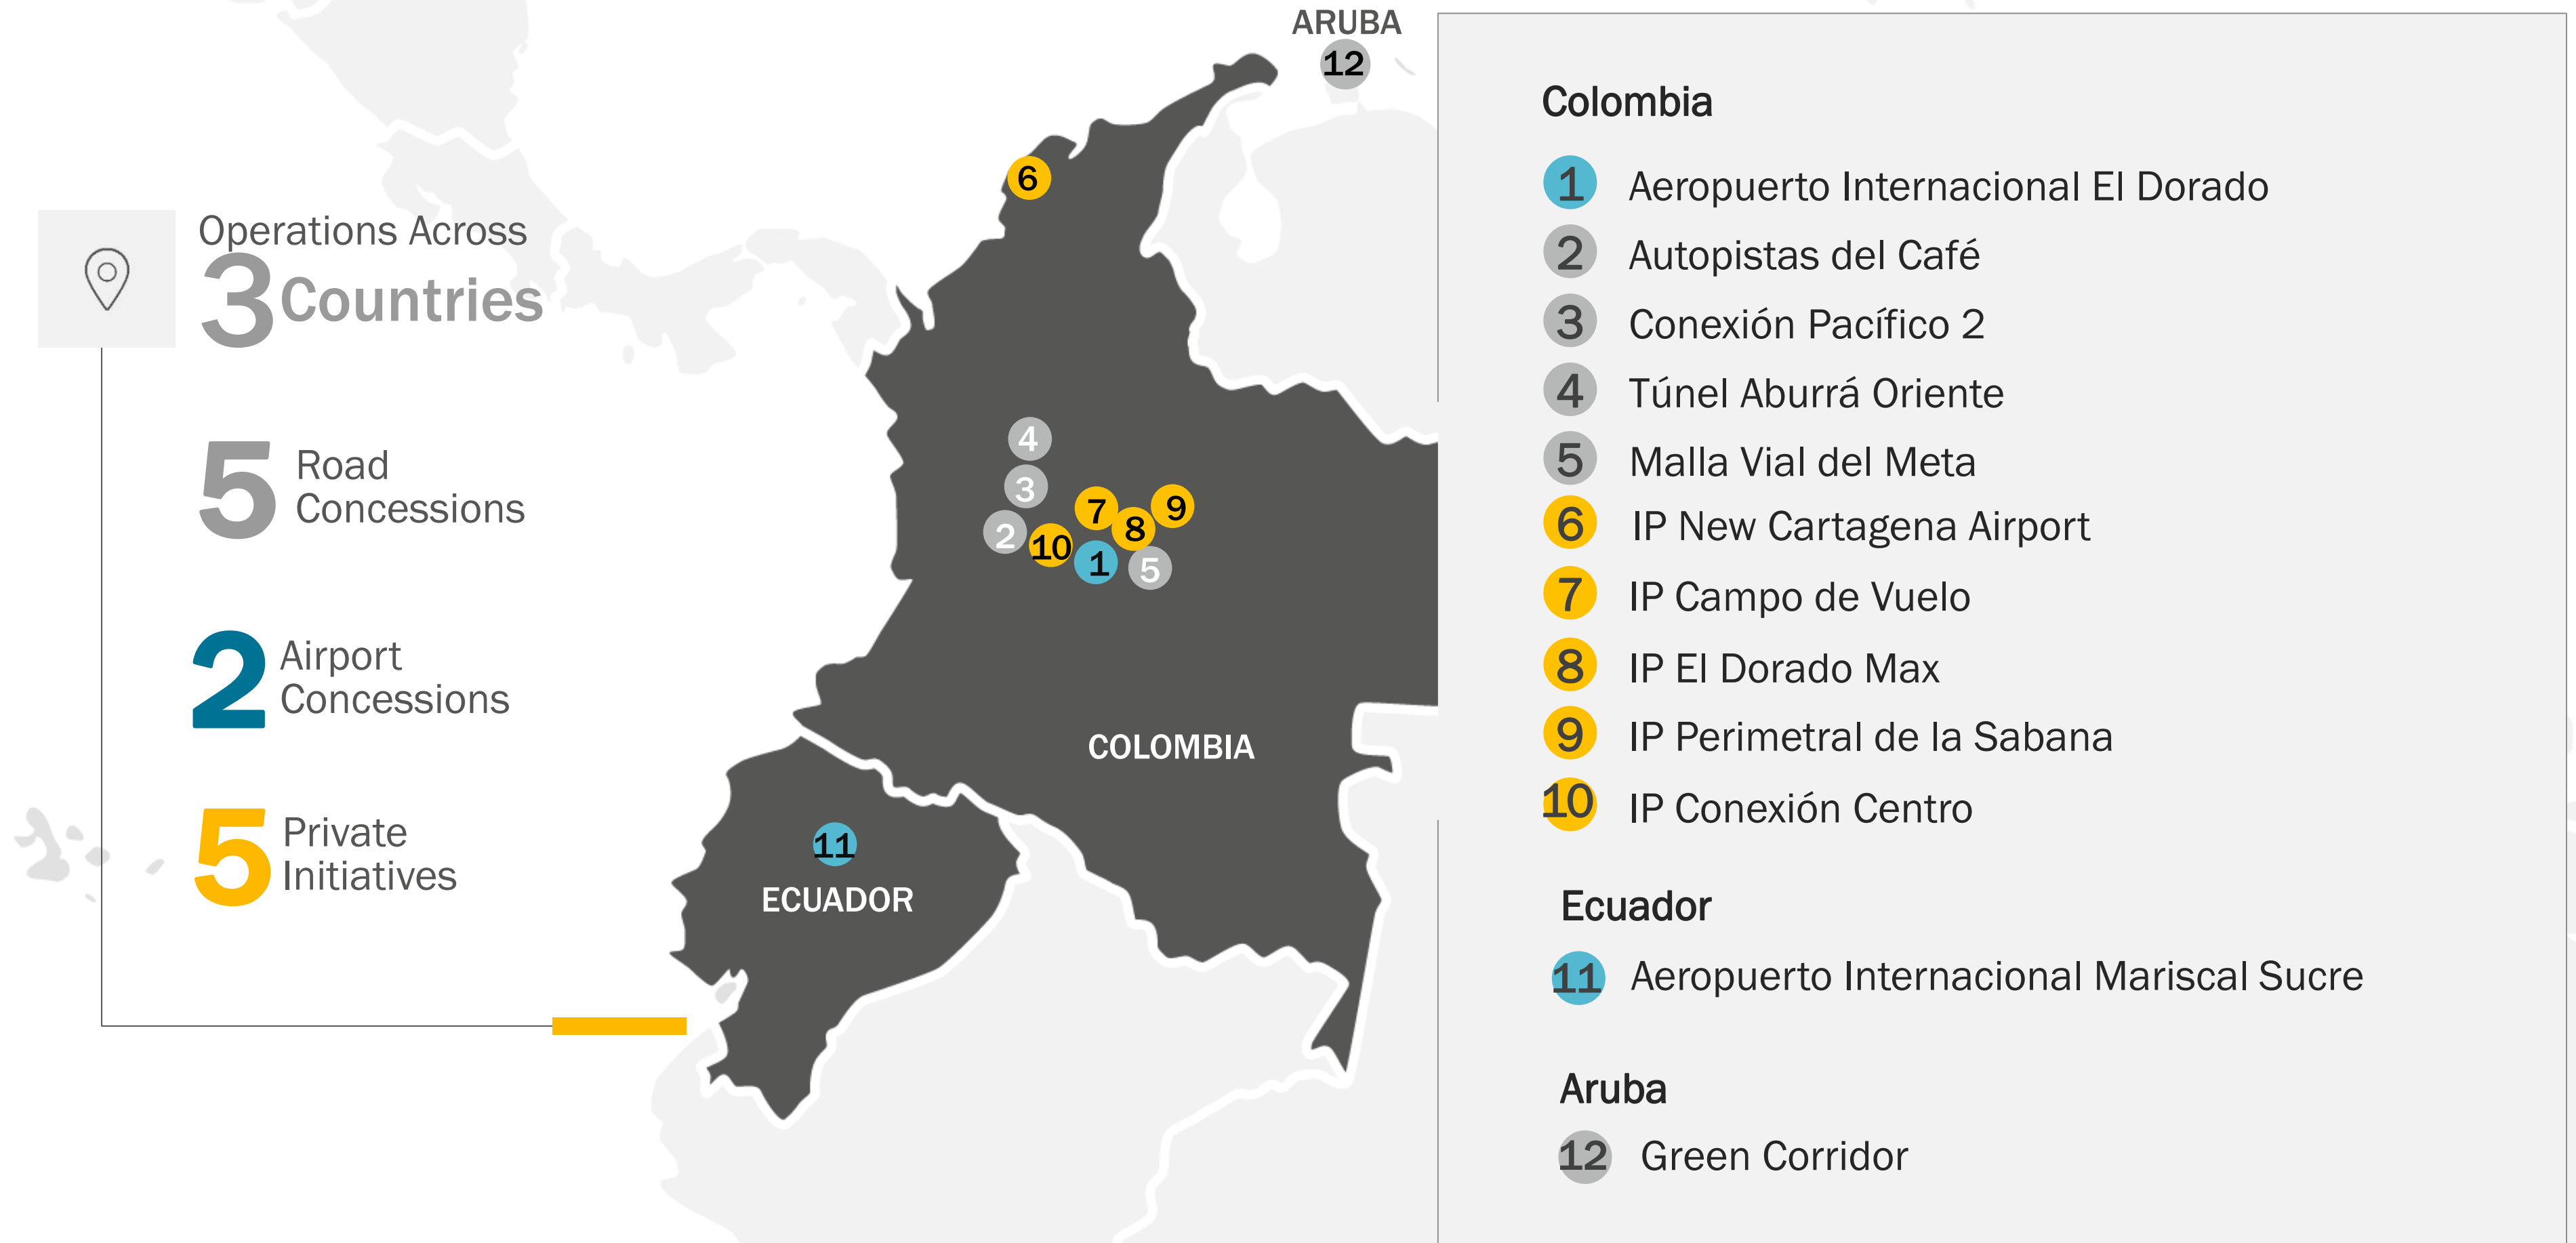 Operations Across
3 Countries
5 Road
Concessions
2 Airport
Concessions
5 Private
Initiatives
ARUBA
12
6
4
3
7
9
8
2
10
1
5
COLOMBIA
11
ECUADOR
Colombia
1 Aeropuerto Internacional El Dorado
2 Autopistas del Café
3 Conexión Pacífico 2
4 Túnel Aburrá Oriente
5 Malla Vial del Meta
6 IP New Cartagena Airport
7 IP Campo de Vuelo
8 IP El Dorado Max
9 IP Perimetral de la Sabana
10 IP Conexión Centro
Ecuador
11 Aeropuerto Internacional Mariscal Sucre
Aruba
12 Green Corridor